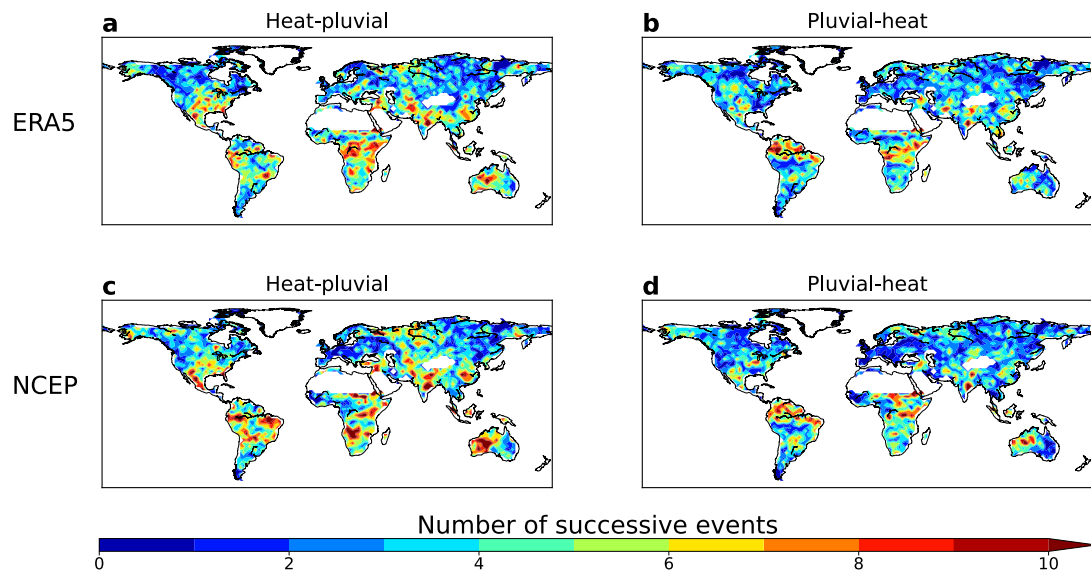 a Heat-pluvial
b Pluvial-heat
ERA5
c Heat-pluvial
d Pluvial-heat
NCEP
Number of successive events
0 2 4 6 8 10